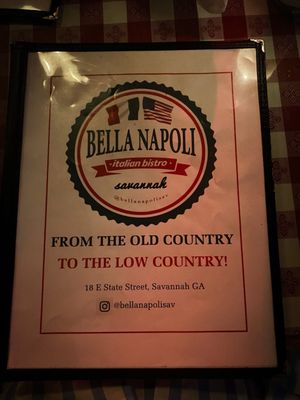 BELLA NAPOLI
-italian bistro-
savannah
@bellanapolisav
FROM THE OLD COUNTRY
TO THE LOW COUNTRY!
18 E State Street, Savannah GA
@bellanapolisav